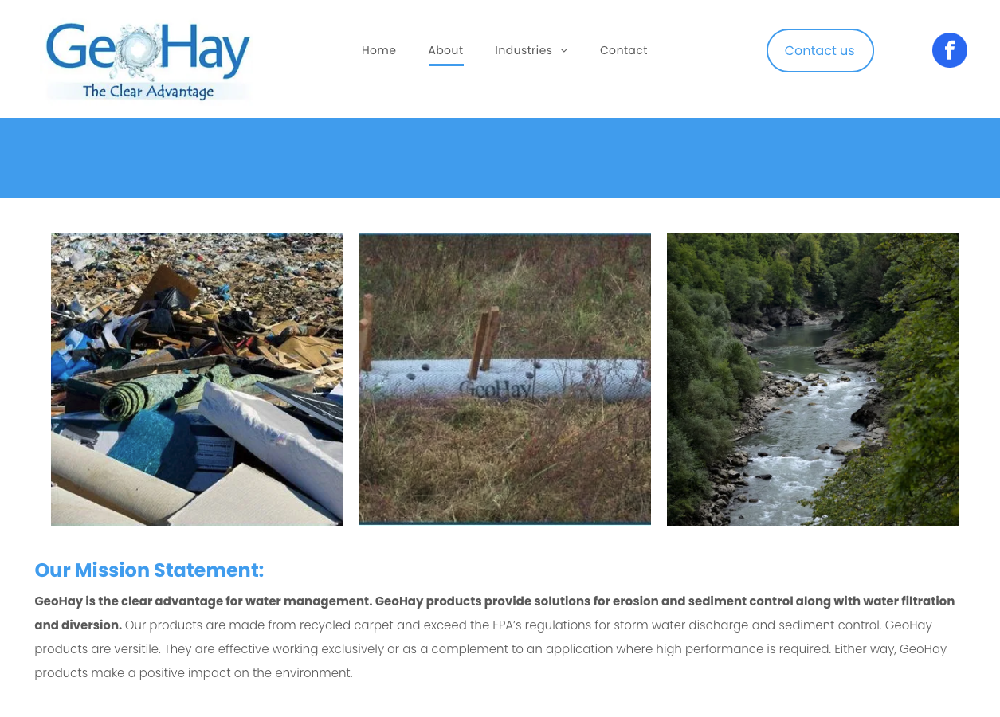 GeoHay
The Clear Advantage
Home
About
Industries
Contact
Contact us
GeoHay
Our Mission Statement:
GeoHay is the clear advantage for water management. GeoHay products provide solutions for erosion and sediment control along with water filtration
and diversion. Our products are made from recycled carpet and exceed the EPA’s regulations for storm water discharge and sediment control. GeoHay
products are versitile. They are effective working exclusively or as a complement to an application where high performance is required. Either way, GeoHay
products make a positive impact on the environment.